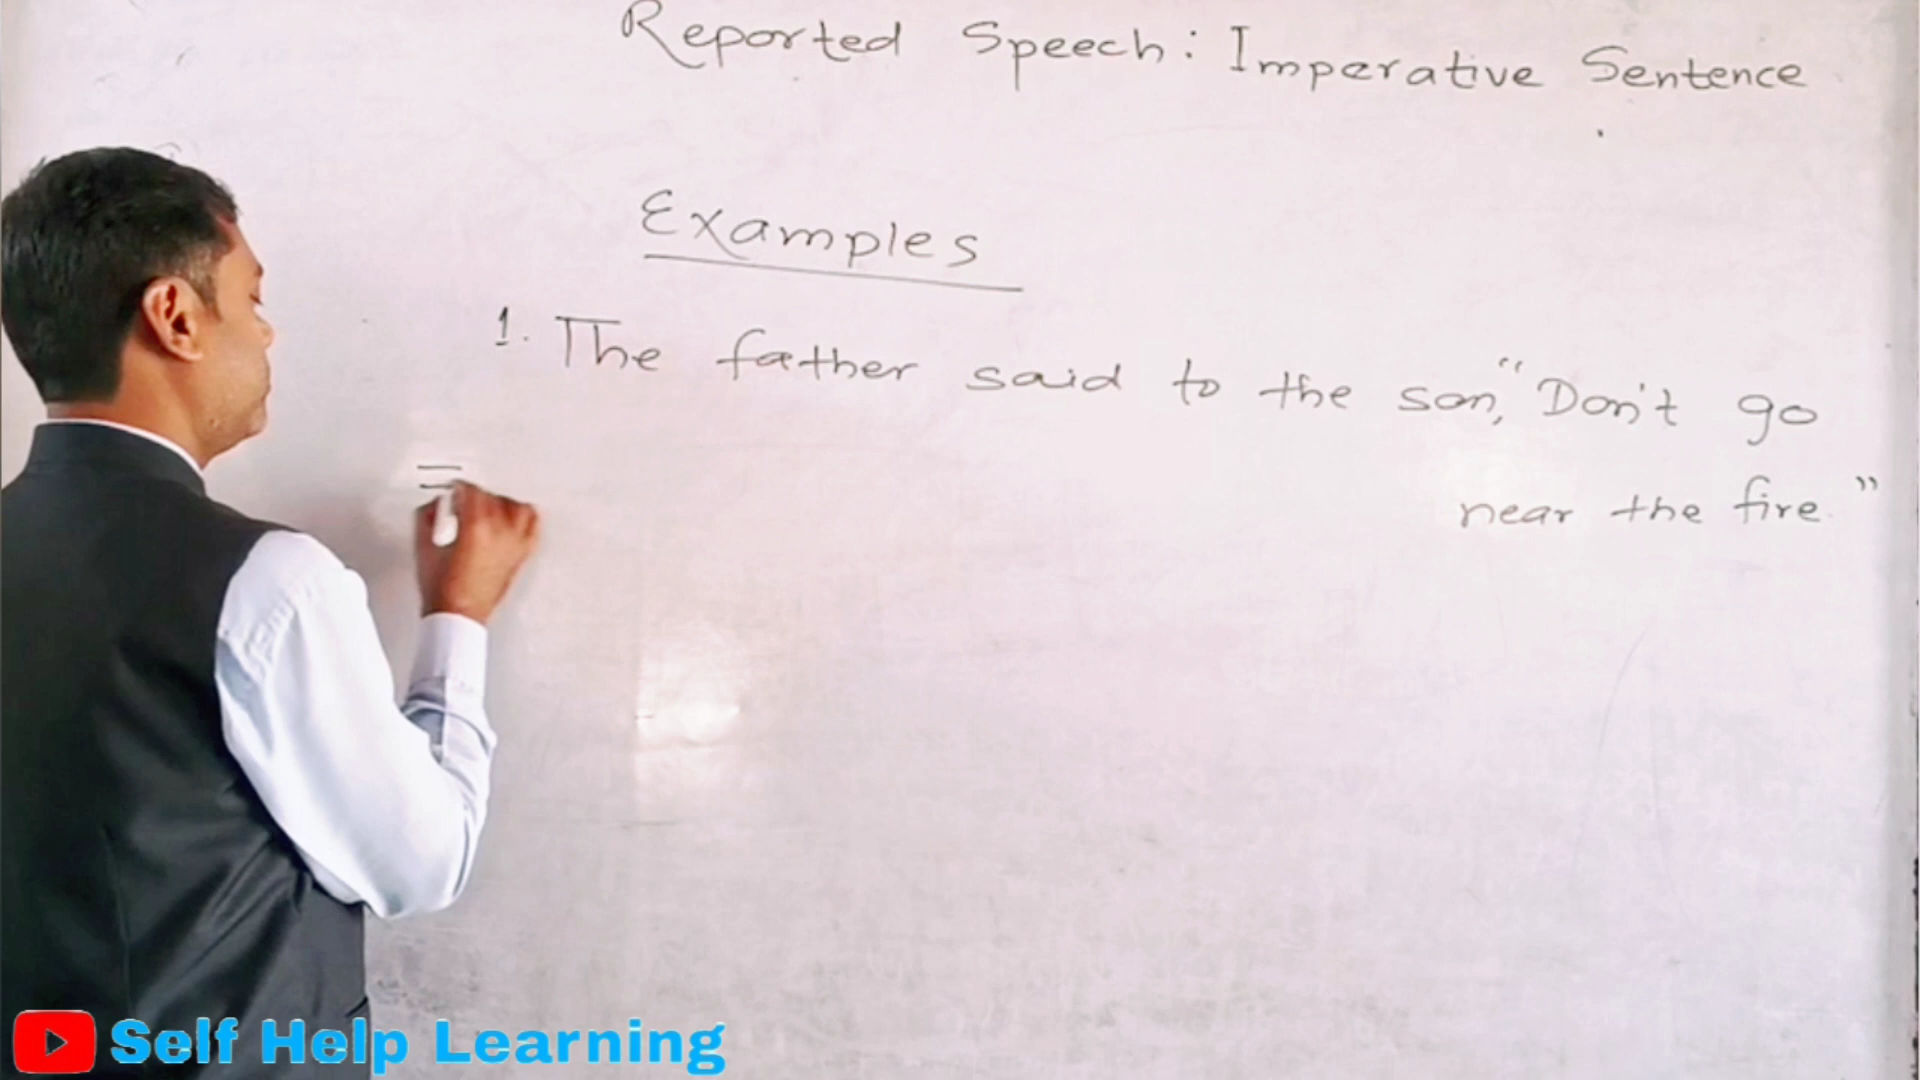 Reported Speech: Imperative Sentence
Examples
1. The father said to the son, "Don't go
near the fire."
=
Self Help Learning